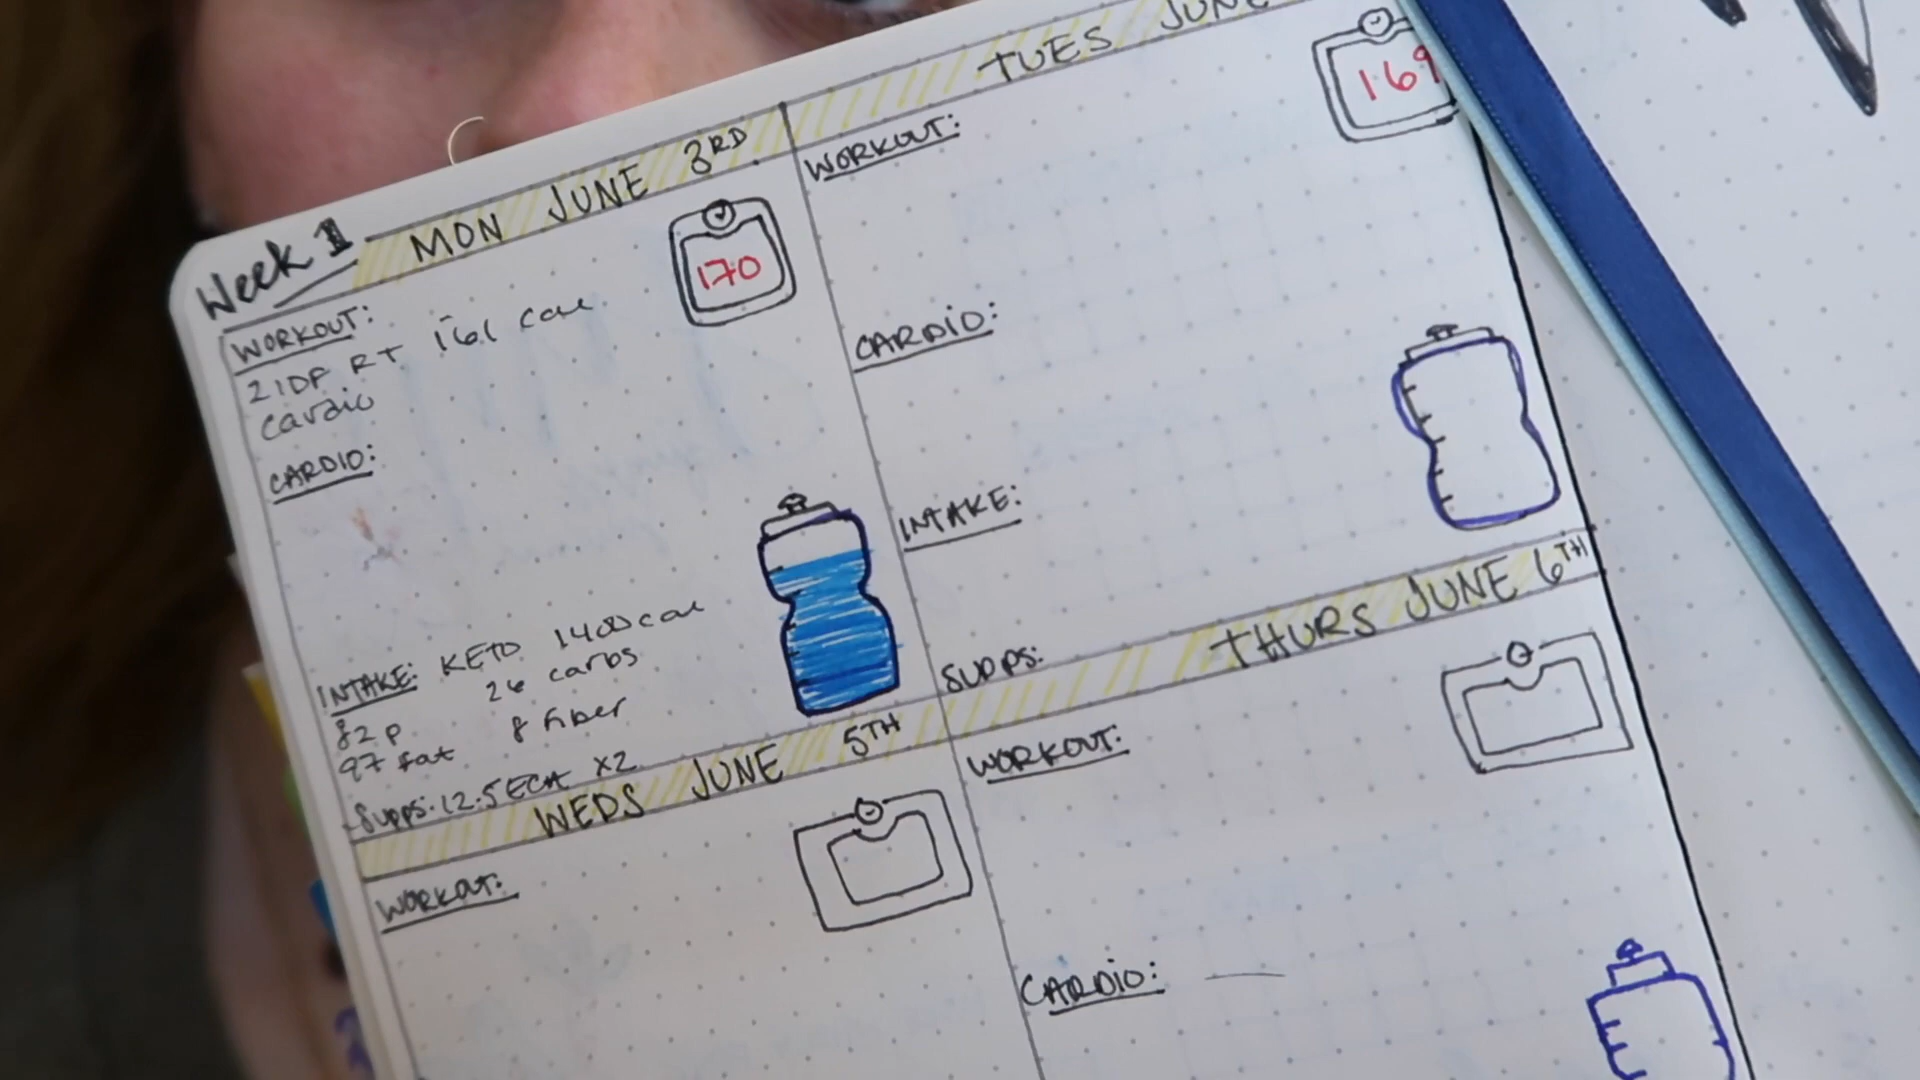 Week 1
MON JUNE 3RD
170
WORKOUT:
21DF RT 161 cal
cardio
CARDIO:
INTAKE: KETO 1400 cal
82 p 26 carbs
97 fat 8 fiber
Supps: 12.5 ECA X2
TUES JUNE
169
WORKOUT:
CARDIO:
INTAKE:
Supps:
WEDS JUNE 5TH
WORKOUT:
THURS JUNE 6TH
WORKOUT:
CARDIO: —